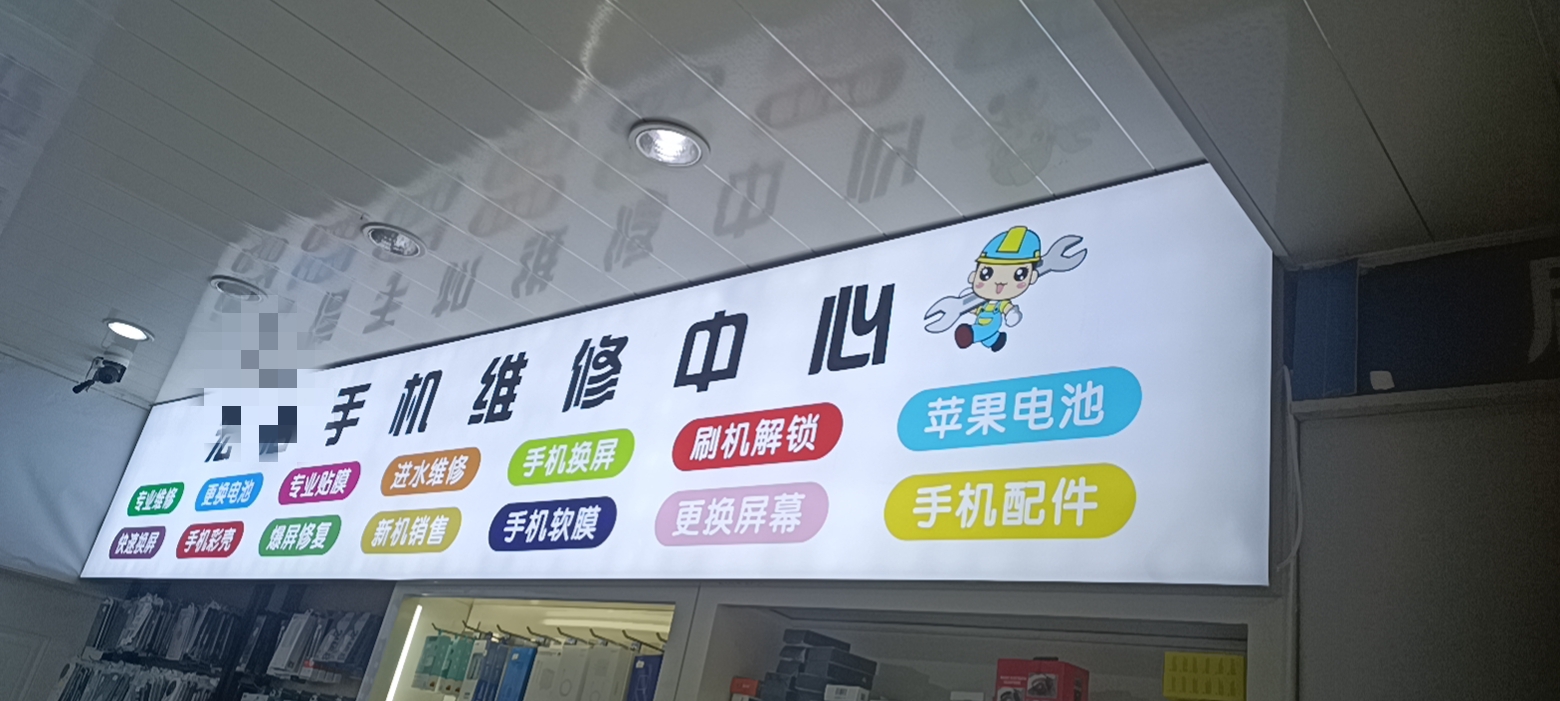 手机维修中心
专业维修 更换电池 专业贴膜 进水维修 手机换屏 刷机解锁 苹果电池
快速换屏 手机彩壳 爆屏修复 新机销售 手机软膜 更换屏幕 手机配件